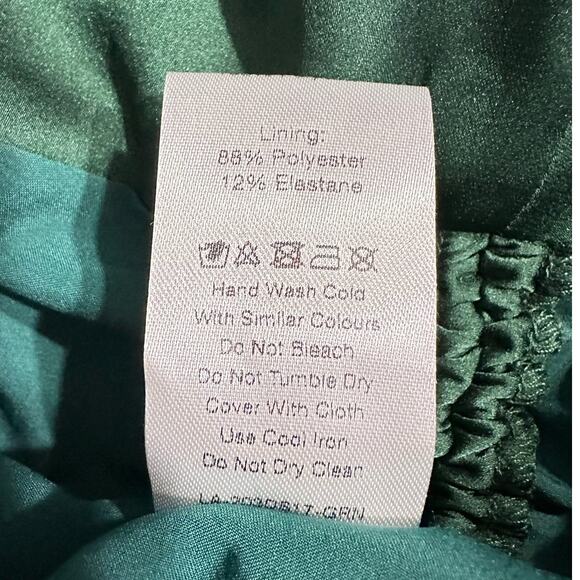 Lining:
88% Polyester
12% Elastane
Hand Wash Cold
With Similar Colours
Do Not Bleach
Do Not Tumble Dry
Cover With Cloth
Use Cool Iron
Do Not Dry Clean